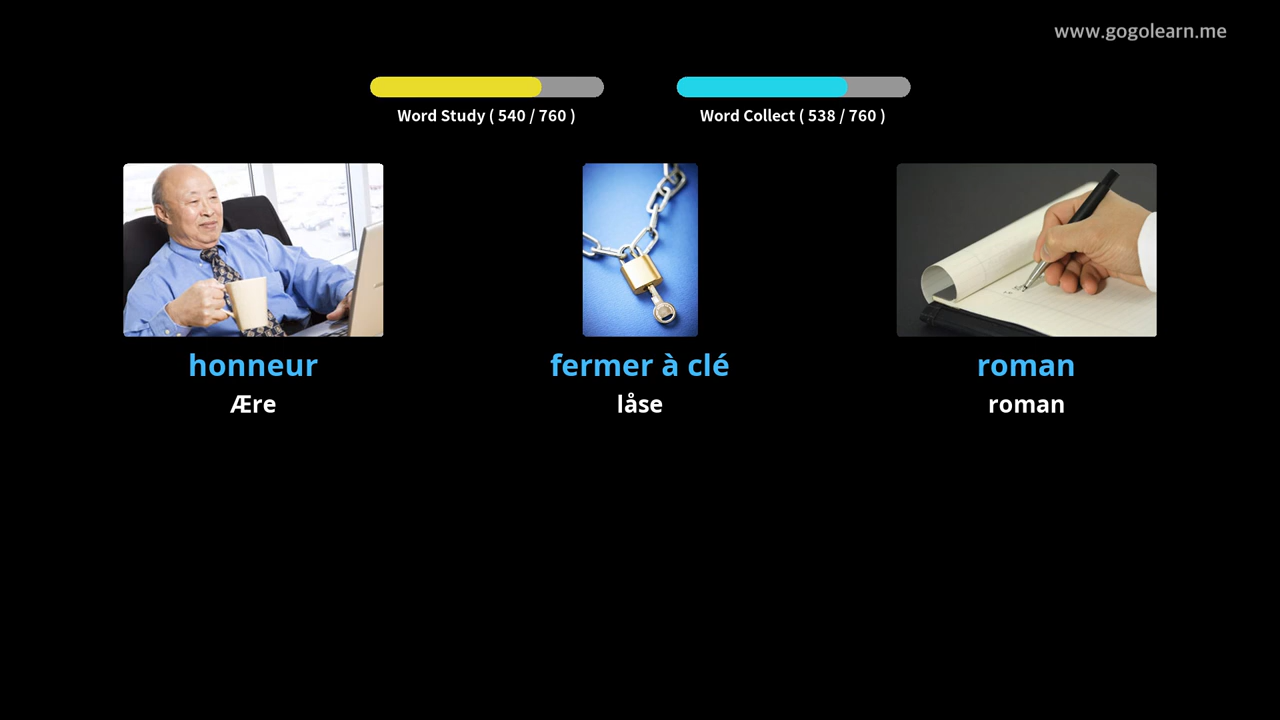 www.gogolearn.me
Word Study ( 540 / 760 )
Word Collect ( 538 / 760 )
honneur
Ære
fermer à clé
låse
roman
roman